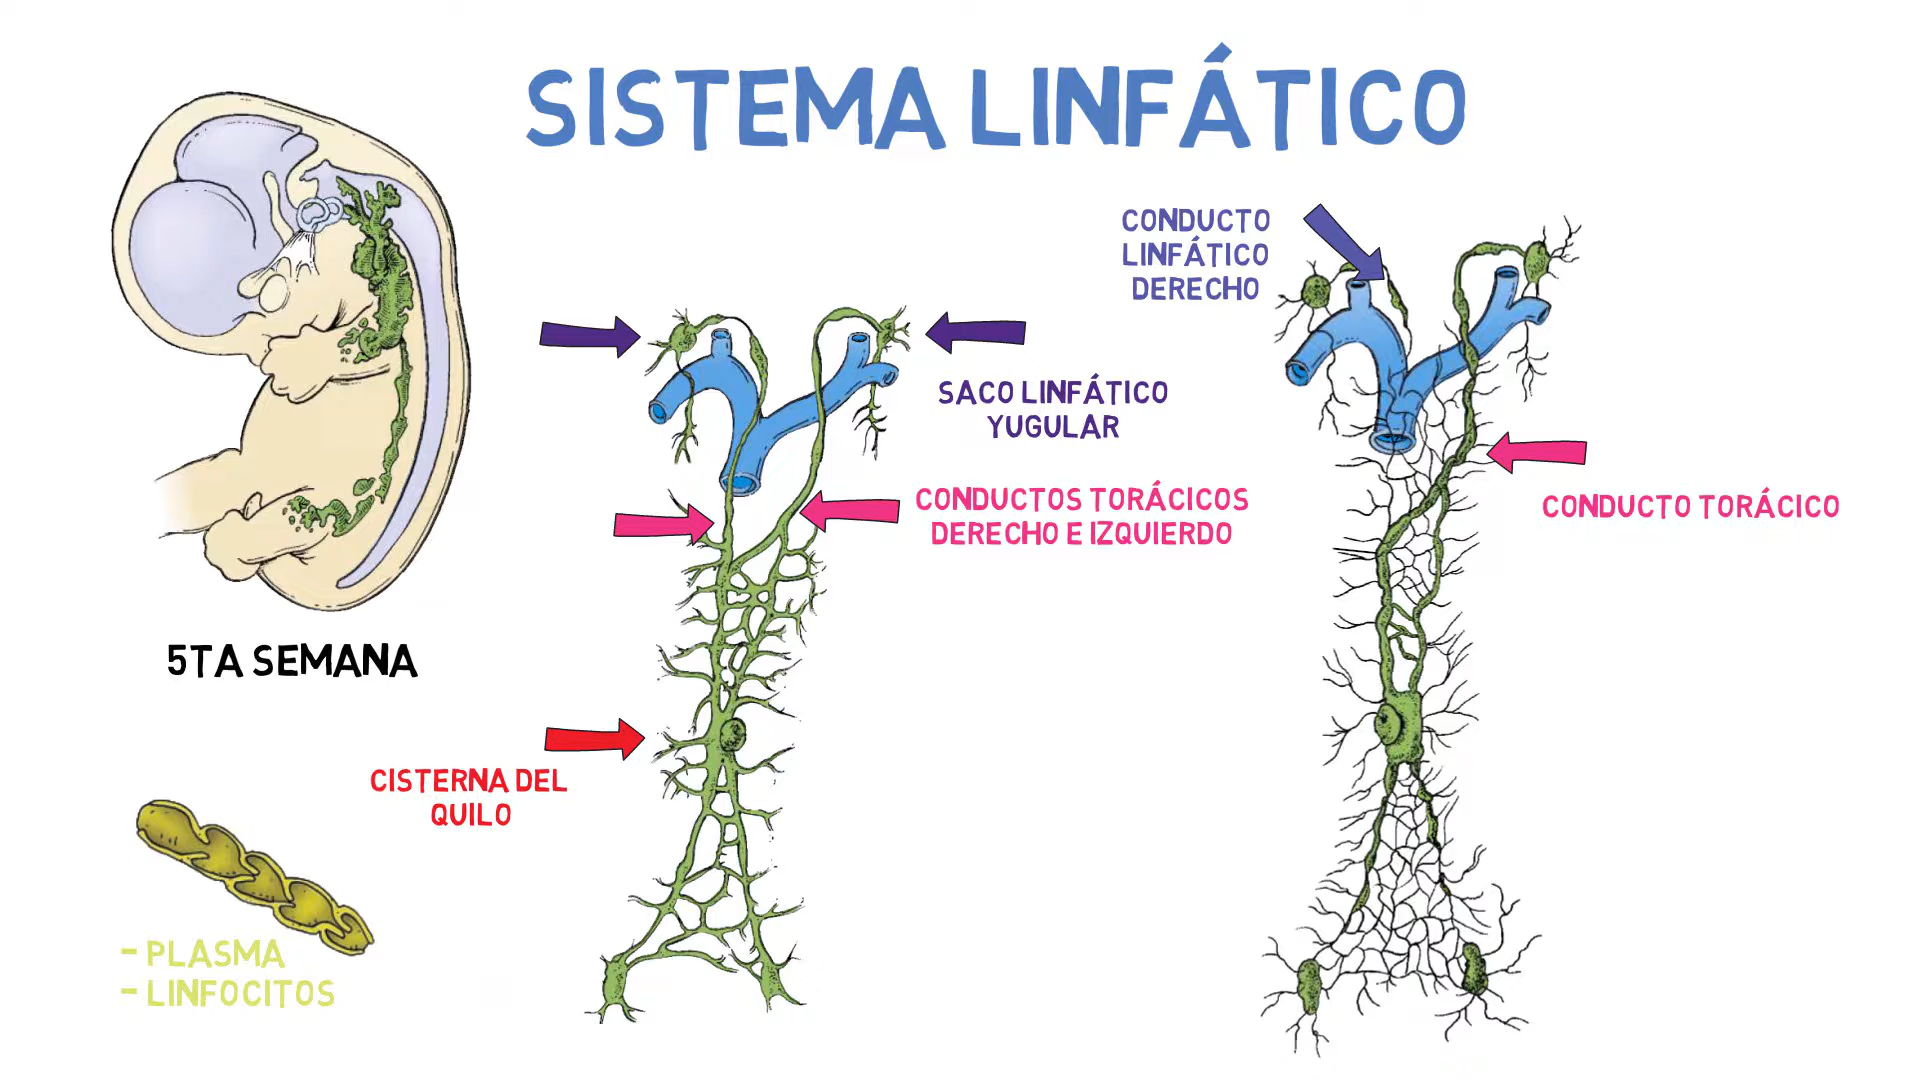 SISTEMA LINFÁTICO
5TA SEMANA
- PLASMA
- LINFOCITOS
CISTERNA DEL
QUILO
SACO LINFÁTICO
YUGULAR
CONDUCTOS TORÁCICOS
DERECHO E IZQUIERDO
CONDUCTO
LINFÁTICO
DERECHO
CONDUCTO TORÁCICO